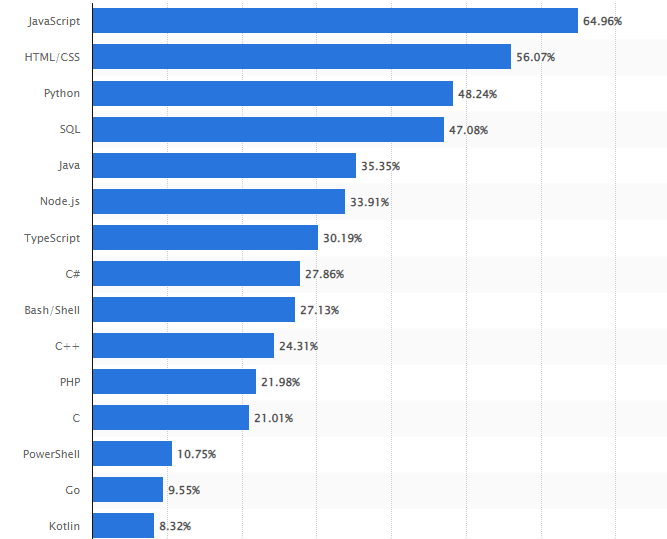 JavaScript 64.96%
HTML/CSS 56.07%
Python 48.24%
SQL 47.08%
Java 35.35%
Node.js 33.91%
TypeScript 30.19%
C# 27.86%
Bash/Shell 27.13%
C++ 24.31%
PHP 21.98%
C 21.01%
PowerShell 10.75%
Go 9.55%
Kotlin 8.32%